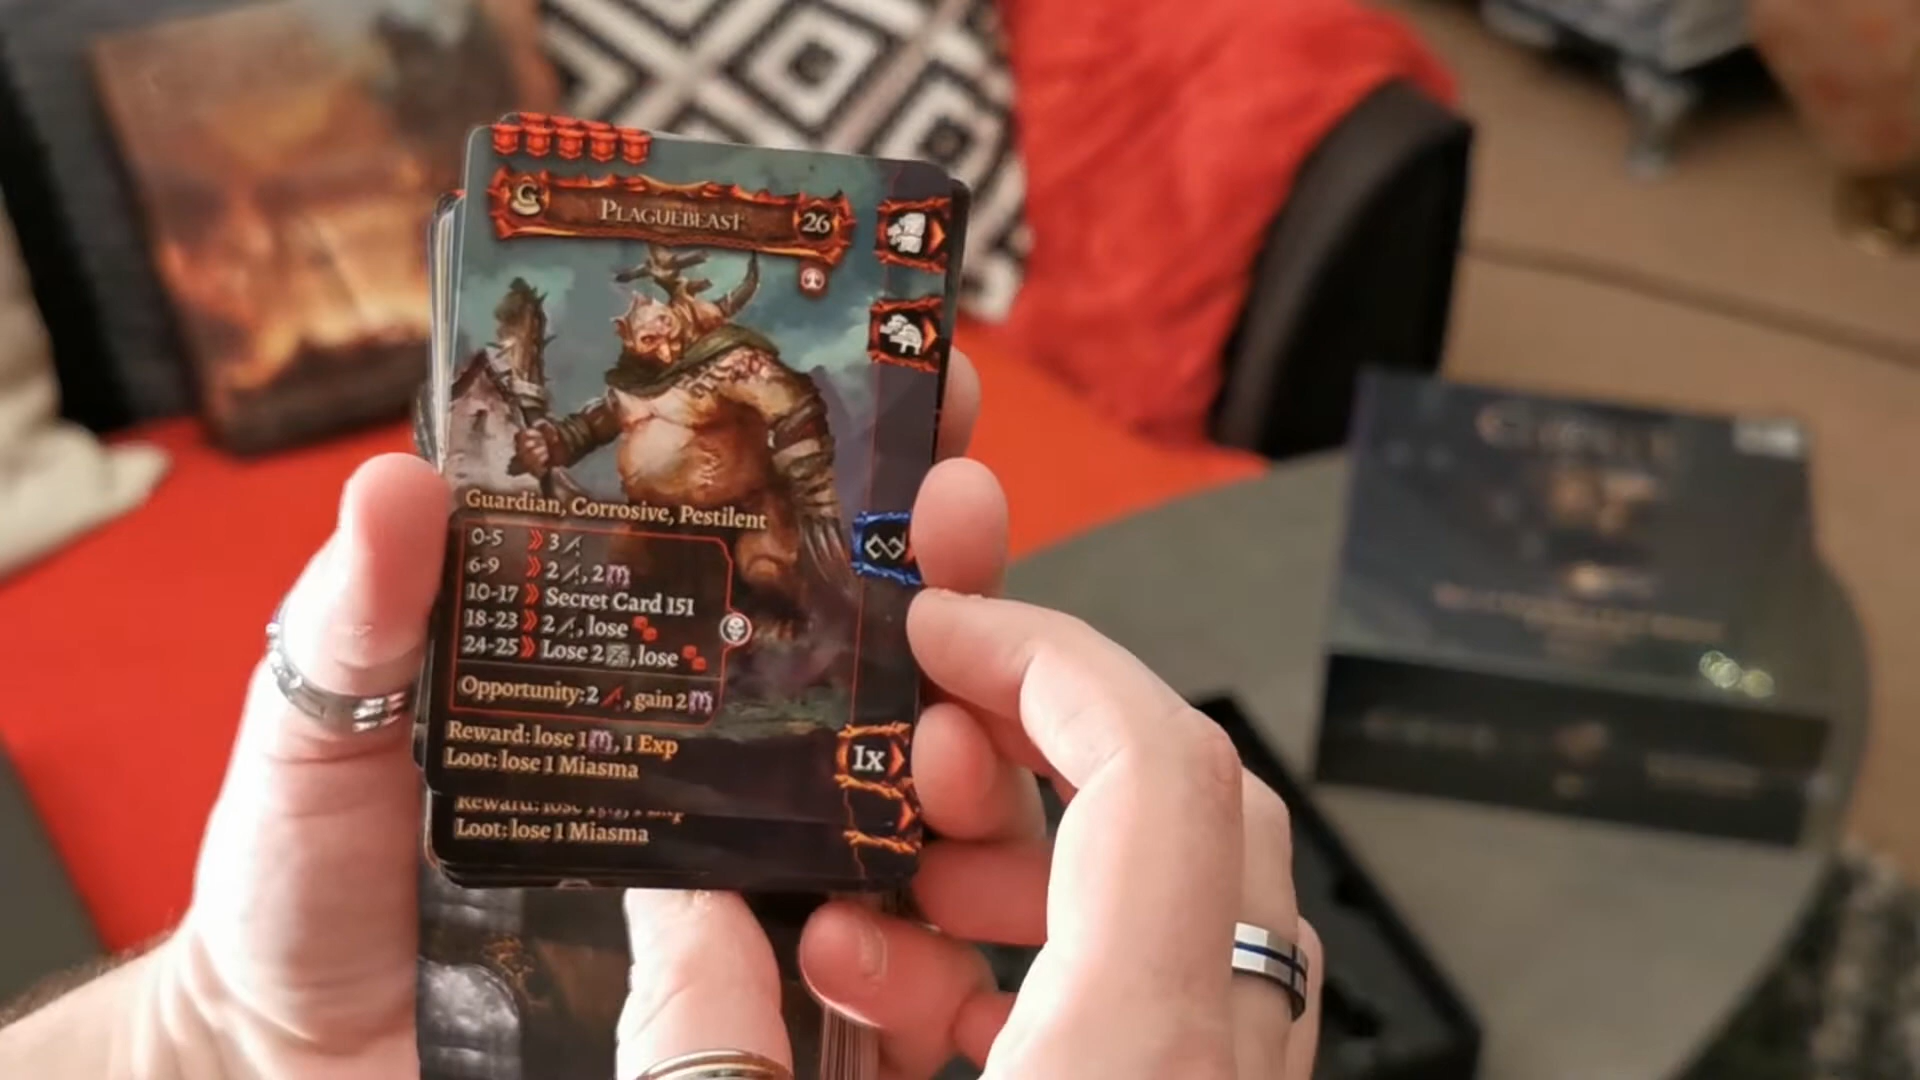 G PLAGUEBEAST 26
Guardian, Corrosive, Pestilent
0-5 3
6-9 2, 2
10-17 Secret Card 151
18-23 2, lose
24-25 Lose 2, lose
Opportunity: 2, gain 2
Reward: lose 1, 1 Exp
Loot: lose 1 Miasma
1x
Reward: lose
Loot: lose 1 Miasma